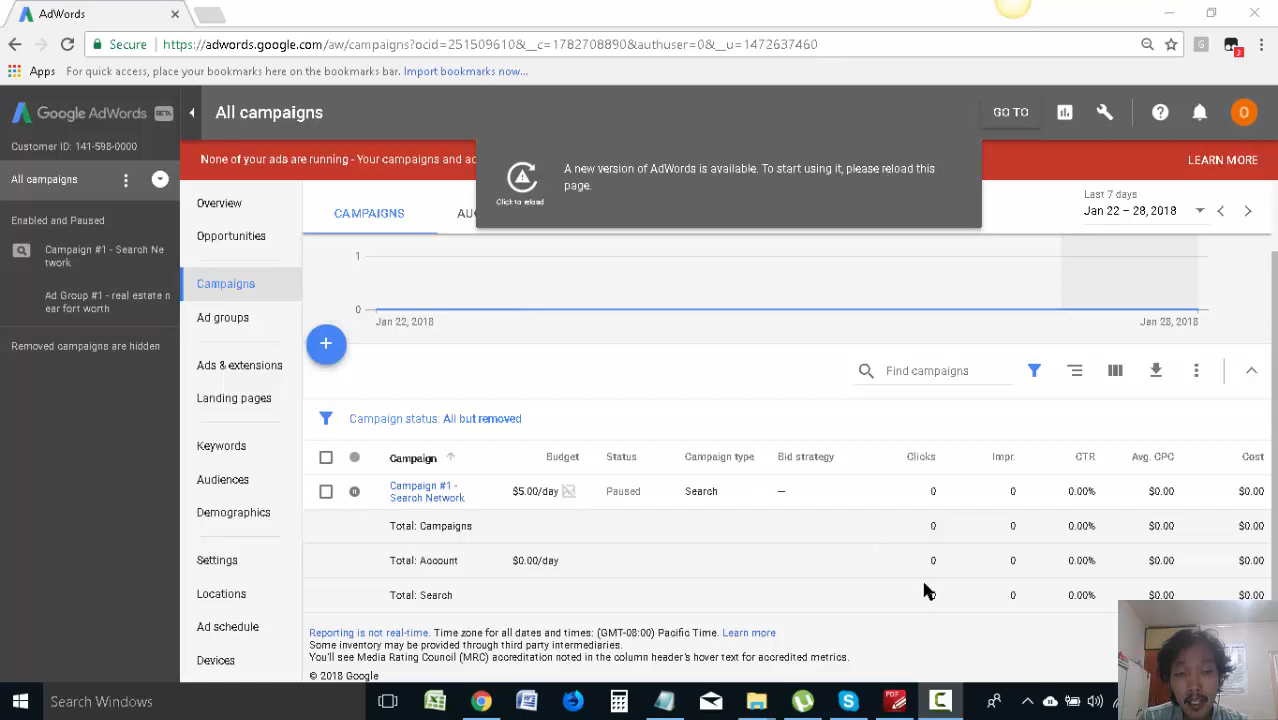 AdWords
Secure
https://adwords.google.com/aw/campaigns?ocid=251509610&__c=1782708890&authuser=0&__u=1472637460
G
3
Apps
For quick access, place your bookmarks here on the bookmarks bar. Import bookmarks now...
Google AdWords BETA
All campaigns
GO TO
O
Customer ID: 141-598-0000
None of your ads are running - Your campaigns and ad
LEARN MORE
A new version of AdWords is available. To start using it, please reload this
page.
Click to reload
All campaigns
Enabled and Paused
Campaign #1 - Search Ne
twork
Ad Group #1 - real estate n
ear fort worth
Removed campaigns are hidden
Overview
Opportunities
Campaigns
Ad groups
Ads & extensions
Landing pages
Keywords
Audiences
Demographics
Settings
Locations
Ad schedule
Devices
CAMPAIGNS
AUC
Last 7 days
Jan 22 – 28, 2018
1
0
Jan 22, 2018
Jan 28, 2018
Find campaigns
Campaign status: All but removed
Campaign Budget Status Campaign type Bid strategy Clicks Impr. CTR Avg. CPC Cost
Campaign #1 -
Search Network
$5.00/day Paused Search — 0 0 0.00% $0.00 $0.00
Total: Campaigns 0 0 0.00% $0.00 $0.00
Total: Account $0.00/day 0 0 0.00% $0.00 $0.00
Total: Search 0 0 0.00% $0.00 $0.00
Reporting is not real-time. Time zone for all dates and times: (GMT-08:00) Pacific Time. Learn more
Some inventory may be provided through third party intermediaries.
You'll see Media Rating Council (MRC) accreditation noted in the column header's hover text for accredited metrics.
© 2018 Google
Search Windows
PDF